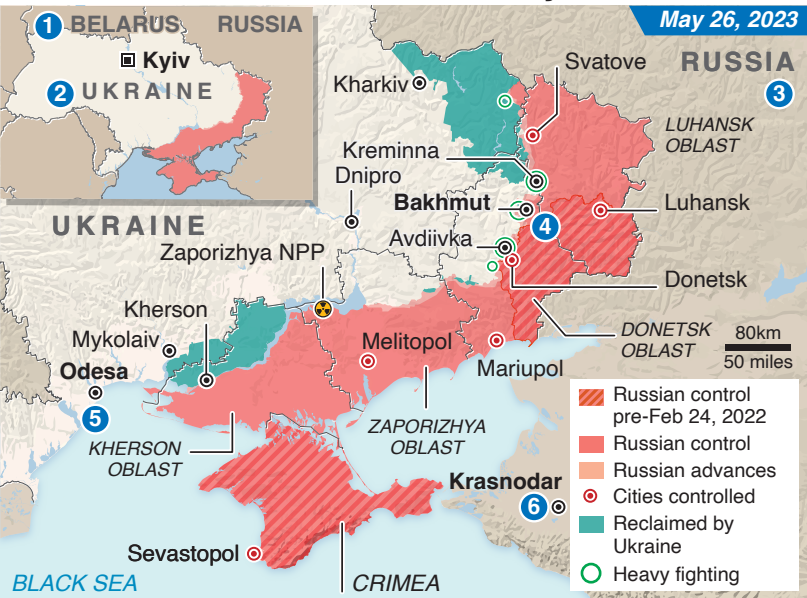 May 26, 2023
1 BELARUS RUSSIA
Kyiv
2 UKRAINE
Svatove
RUSSIA
3
Kharkiv
LUHANSK
OBLAST
Kreminna
Dnipro
Bakhmut
Luhansk
4
UKRAINE
Avdiivka
Zaporizhya NPP
Donetsk
Kherson
Mykolaiv
Melitopol
DONETSK
OBLAST
80km
50 miles
Mariupol
Odesa
5
KHERSON
OBLAST
ZAPORIZHYA
OBLAST
Krasnodar
6
Sevastopol
BLACK SEA
CRIMEA
Russian control
pre-Feb 24, 2022
Russian control
Russian advances
Cities controlled
Reclaimed by
Ukraine
Heavy fighting